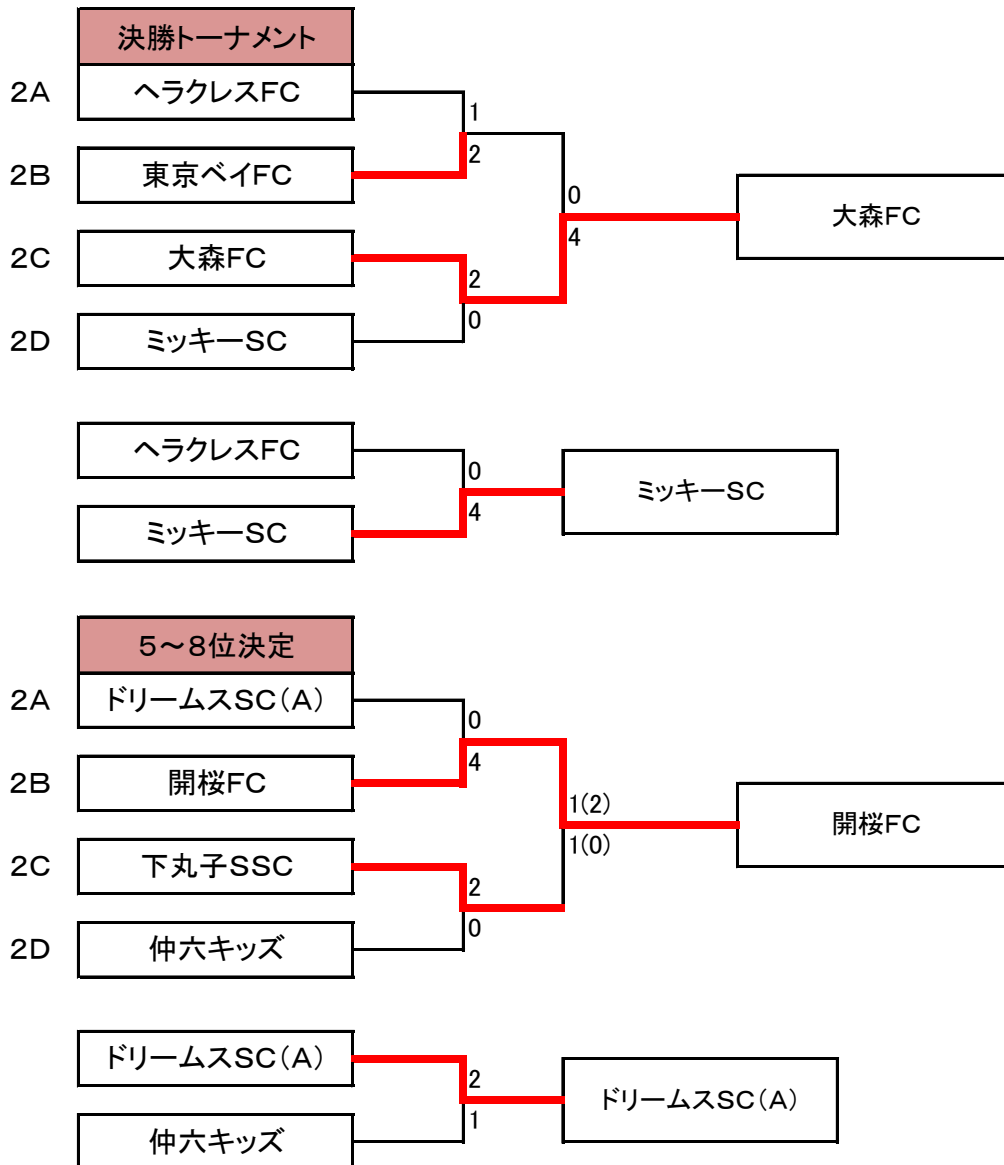 決勝トーナメント
2A ヘラクレスFC
1
2
2B 東京ベイFC
0
4
大森FC
2C 大森FC
2
0
2D ミッキーSC
ヘラクレスFC
0
4
ミッキーSC
ミッキーSC
5～8位決定
2A ドリームスSC(A)
0
4
2B 開桜FC
1(2)
1(0)
開桜FC
2C 下丸子SSC
2
0
2D 仲六キッズ
ドリームスSC(A)
2
1
ドリームスSC(A)
仲六キッズ